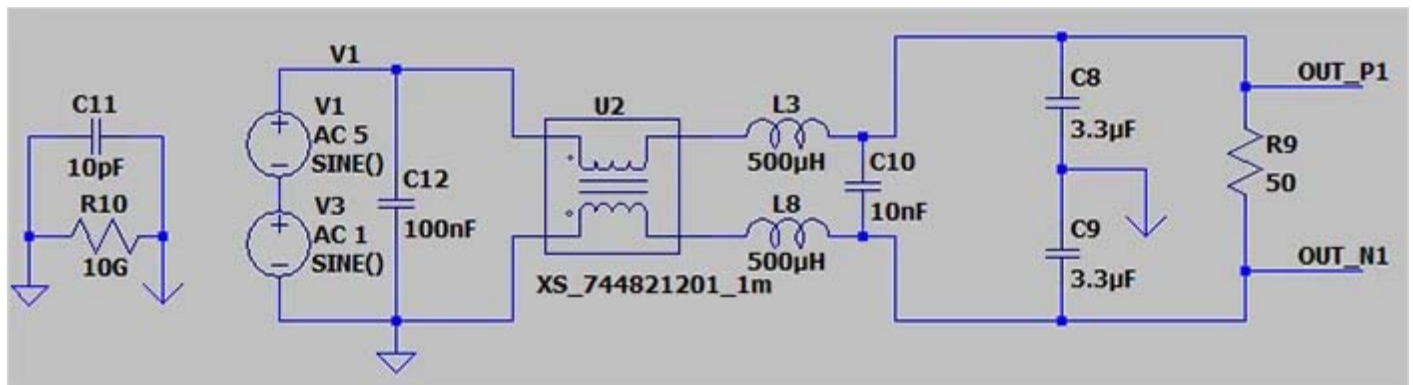 C11
10pF
R10
10G
V1
V1
AC 5
SINE()
V3
AC 1
SINE()
C12
100nF
U2
XS_744821201_1m
L3
500µH
L8
500µH
C10
10nF
C8
3.3µF
C9
3.3µF
R9
50
OUT_P1
OUT_N1